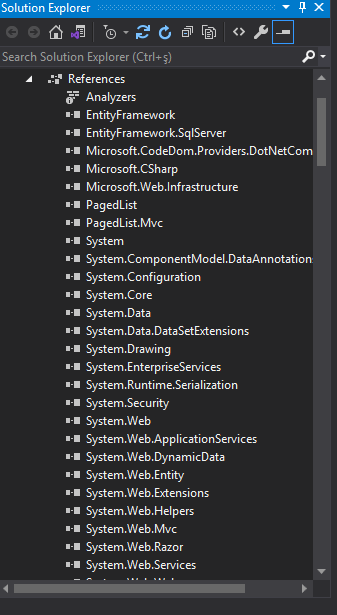 Solution Explorer
Search Solution Explorer (Ctrl+ş)
References
Analyzers
EntityFramework
EntityFramework.SqlServer
Microsoft.CodeDom.Providers.DotNetCom
Microsoft.CSharp
Microsoft.Web.Infrastructure
PagedList
PagedList.Mvc
System
System.ComponentModel.DataAnnotations
System.Configuration
System.Core
System.Data
System.Data.DataSetExtensions
System.Drawing
System.EnterpriseServices
System.Runtime.Serialization
System.Security
System.Web
System.Web.ApplicationServices
System.Web.DynamicData
System.Web.Entity
System.Web.Extensions
System.Web.Helpers
System.Web.Mvc
System.Web.Razor
System.Web.Services